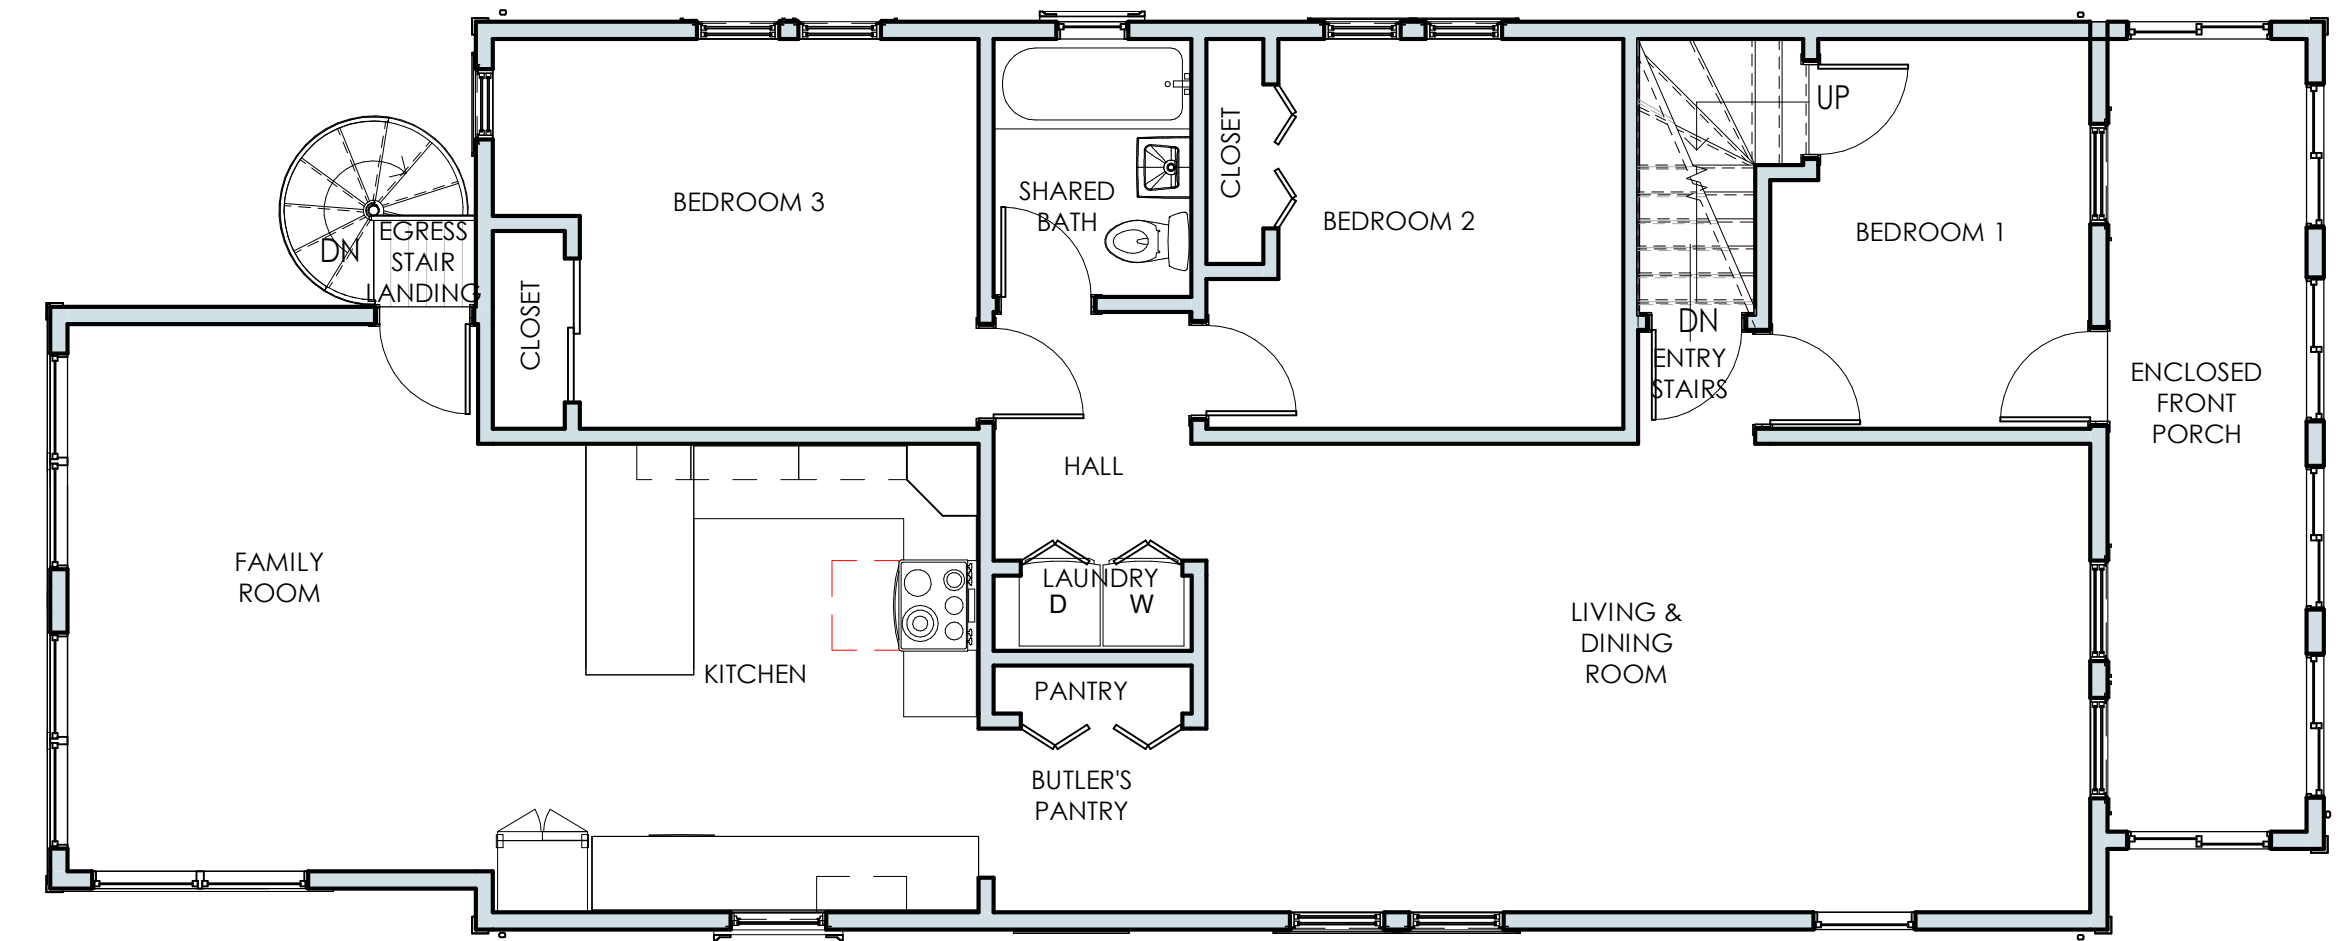 UP
CLOSET
BEDROOM 3
SHARED
BATH
BEDROOM 2
BEDROOM 1
EGRESS
STAIR
LANDING
DN
CLOSET
DN
ENTRY
STAIRS
ENCLOSED
FRONT
PORCH
HALL
FAMILY
ROOM
LAUNDRY
D
W
LIVING &
DINING
ROOM
KITCHEN
PANTRY
BUTLER'S
PANTRY